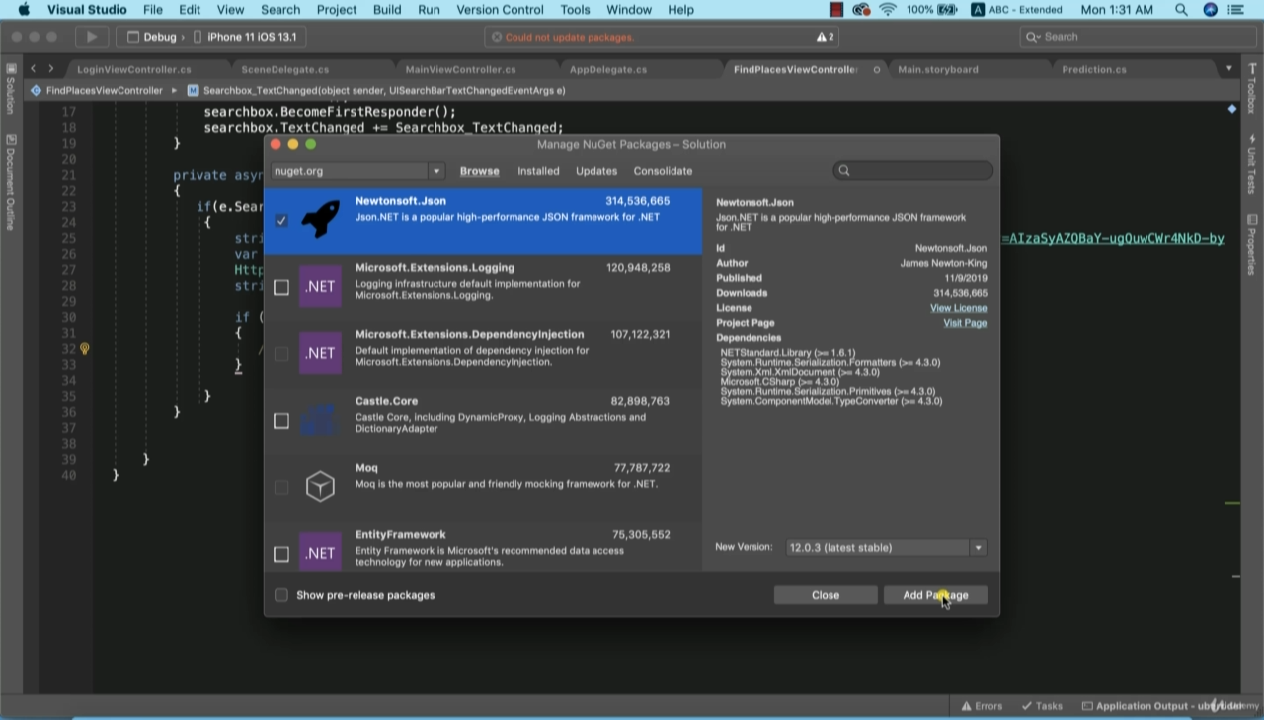 Visual Studio File Edit View Search Project Build Run Version Control Tools Window Help 100% A ABC - Extended Mon 1:31 AM
Debug › iPhone 11 iOS 13.1 Could not update packages. 2 Search
LoginViewController.cs SceneDelegate.cs MainViewController.cs AppDelegate.cs FindPlacesViewControlle Main.storyboard Prediction.cs
FindPlacesViewController ▸ M Searchbox_TextChanged(object sender, UISearchBarTextChangedEventArgs e)
Solution
Document Outline
Toolbox
Unit Tests
Properties
17 searchbox.BecomeFirstResponder();
18 searchbox.TextChanged += Searchbox_TextChanged;
19 }
20
21 private asyn
22 {
23 if(e.Sear
24 {
25 stri =AIzaSyAZOBaY-ugQuwCWr4NkD-by
26 var
27 Http
28 stri
29
30 if (
31 {
32 /
33 }
34
35 }
36 }
37
38
39 }
40 }
Manage NuGet Packages – Solution
nuget.org Browse Installed Updates Consolidate
Newtonsoft.Json 314,536,665
Json.NET is a popular high-performance JSON framework for .NET
.NET
Microsoft.Extensions.Logging 120,948,258
Logging infrastructure default implementation for
Microsoft.Extensions.Logging.
.NET
Microsoft.Extensions.DependencyInjection 107,122,321
Default implementation of dependency injection for
Microsoft.Extensions.DependencyInjection.
Castle.Core 82,898,763
Castle Core, including DynamicProxy, Logging Abstractions and
DictionaryAdapter
Moq 77,787,722
Moq is the most popular and friendly mocking framework for .NET.
.NET
EntityFramework 75,305,552
Entity Framework is Microsoft's recommended data access
technology for new applications.
Newtonsoft.Json
Json.NET is a popular high-performance JSON framework
for .NET
Id Newtonsoft.Json
Author James Newton-King
Published 11/9/2019
Downloads 314,536,665
License View License
Project Page Visit Page
Dependencies
NETStandard.Library (>= 1.6.1)
System.Runtime.Serialization.Formatters (>= 4.3.0)
System.Xml.XmlDocument (>= 4.3.0)
Microsoft.CSharp (>= 4.3.0)
System.Runtime.Serialization.Primitives (>= 4.3.0)
System.ComponentModel.TypeConverter (>= 4.3.0)
New Version: 12.0.3 (latest stable)
Show pre-release packages Close Add Package
Errors Tasks Application Output -